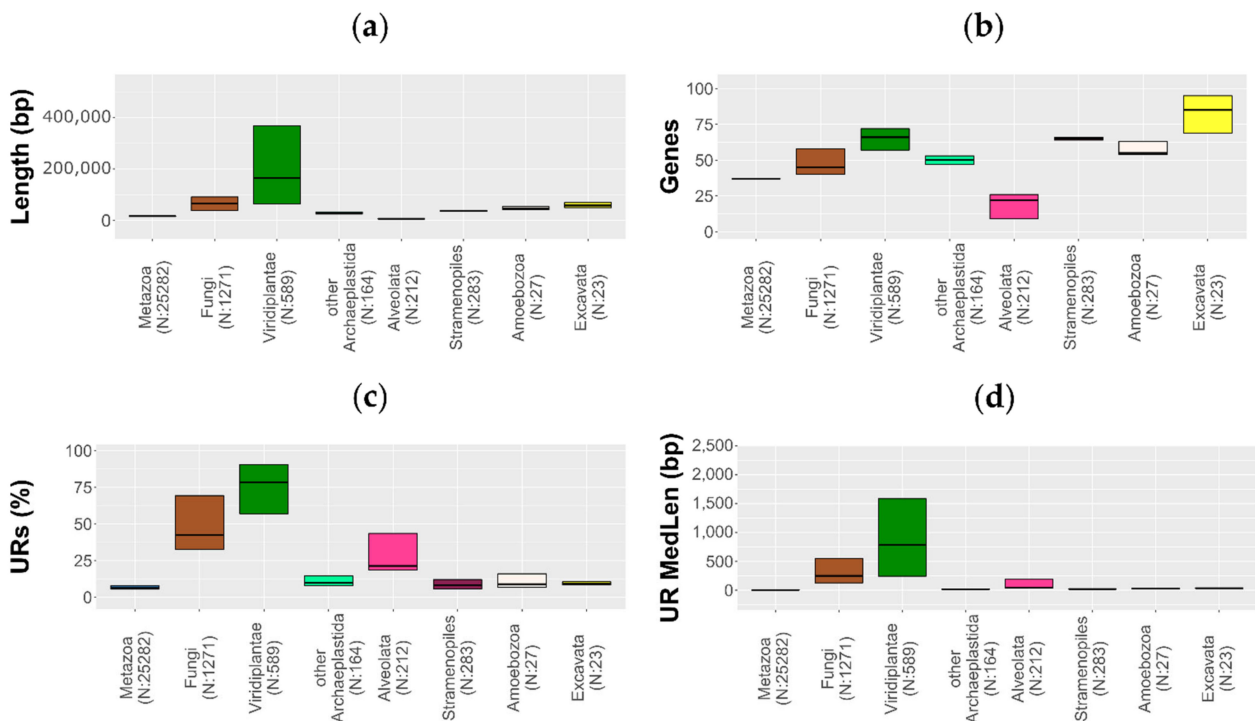 (a)
Length (bp)
400,000
200,000
0
Metazoa
(N:25282)
Fungi
(N:1271)
Viridiplantae
(N:589)
other
Archaeplastida
(N:164)
Alveolata
(N:212)
Stramenopiles
(N:283)
Amoebozoa
(N:27)
Excavata
(N:23)
(b)
Genes
100
75
50
25
0
Metazoa
(N:25282)
Fungi
(N:1271)
Viridiplantae
(N:589)
other
Archaeplastida
(N:164)
Alveolata
(N:212)
Stramenopiles
(N:283)
Amoebozoa
(N:27)
Excavata
(N:23)
(c)
URs (%)
100
75
50
25
0
Metazoa
(N:25282)
Fungi
(N:1271)
Viridiplantae
(N:589)
other
Archaeplastida
(N:164)
Alveolata
(N:212)
Stramenopiles
(N:283)
Amoebozoa
(N:27)
Excavata
(N:23)
(d)
UR MedLen (bp)
2,500
2,000
1,500
1,000
500
0
Metazoa
(N:25282)
Fungi
(N:1271)
Viridiplantae
(N:589)
other
Archaeplastida
(N:164)
Alveolata
(N:212)
Stramenopiles
(N:283)
Amoebozoa
(N:27)
Excavata
(N:23)